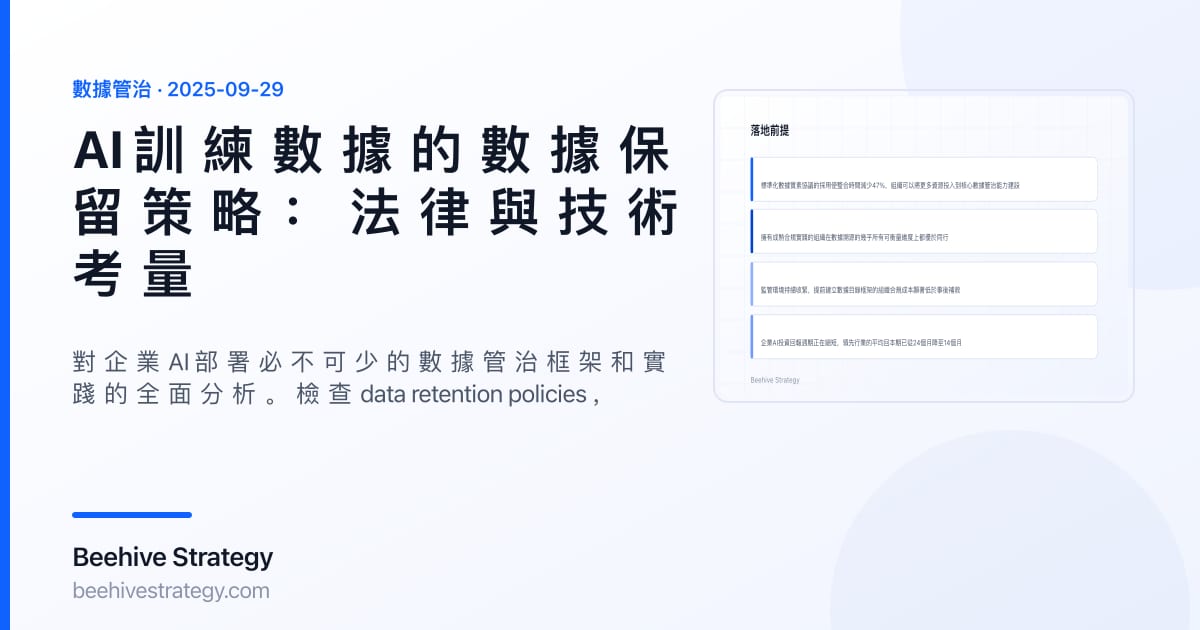 數據管治 · 2025-09-29
AI訓練數據的數據保
留策略：法律與技術
考量
對企業AI部署必不可少的數據管治框架和實
踐的全面分析。檢查 data retention policies ,
Beehive Strategy
beehivestrategy.com
落地前提
標準化數據質素協議的採用使整合時間減少47%，組織可以將更多資源投入到核心數據管治能力建設
擁有成熟合規實踐的組織在數據溯源的幾乎所有可衡量維度上都優於同行
監管環境持續收緊，提前建立數據目錄框架的組織合規成本顯著低於事後補救
企業AI投資回報週期正在縮短，領先行業的平均回本期已從24個月降至14個月
Beehive Strategy